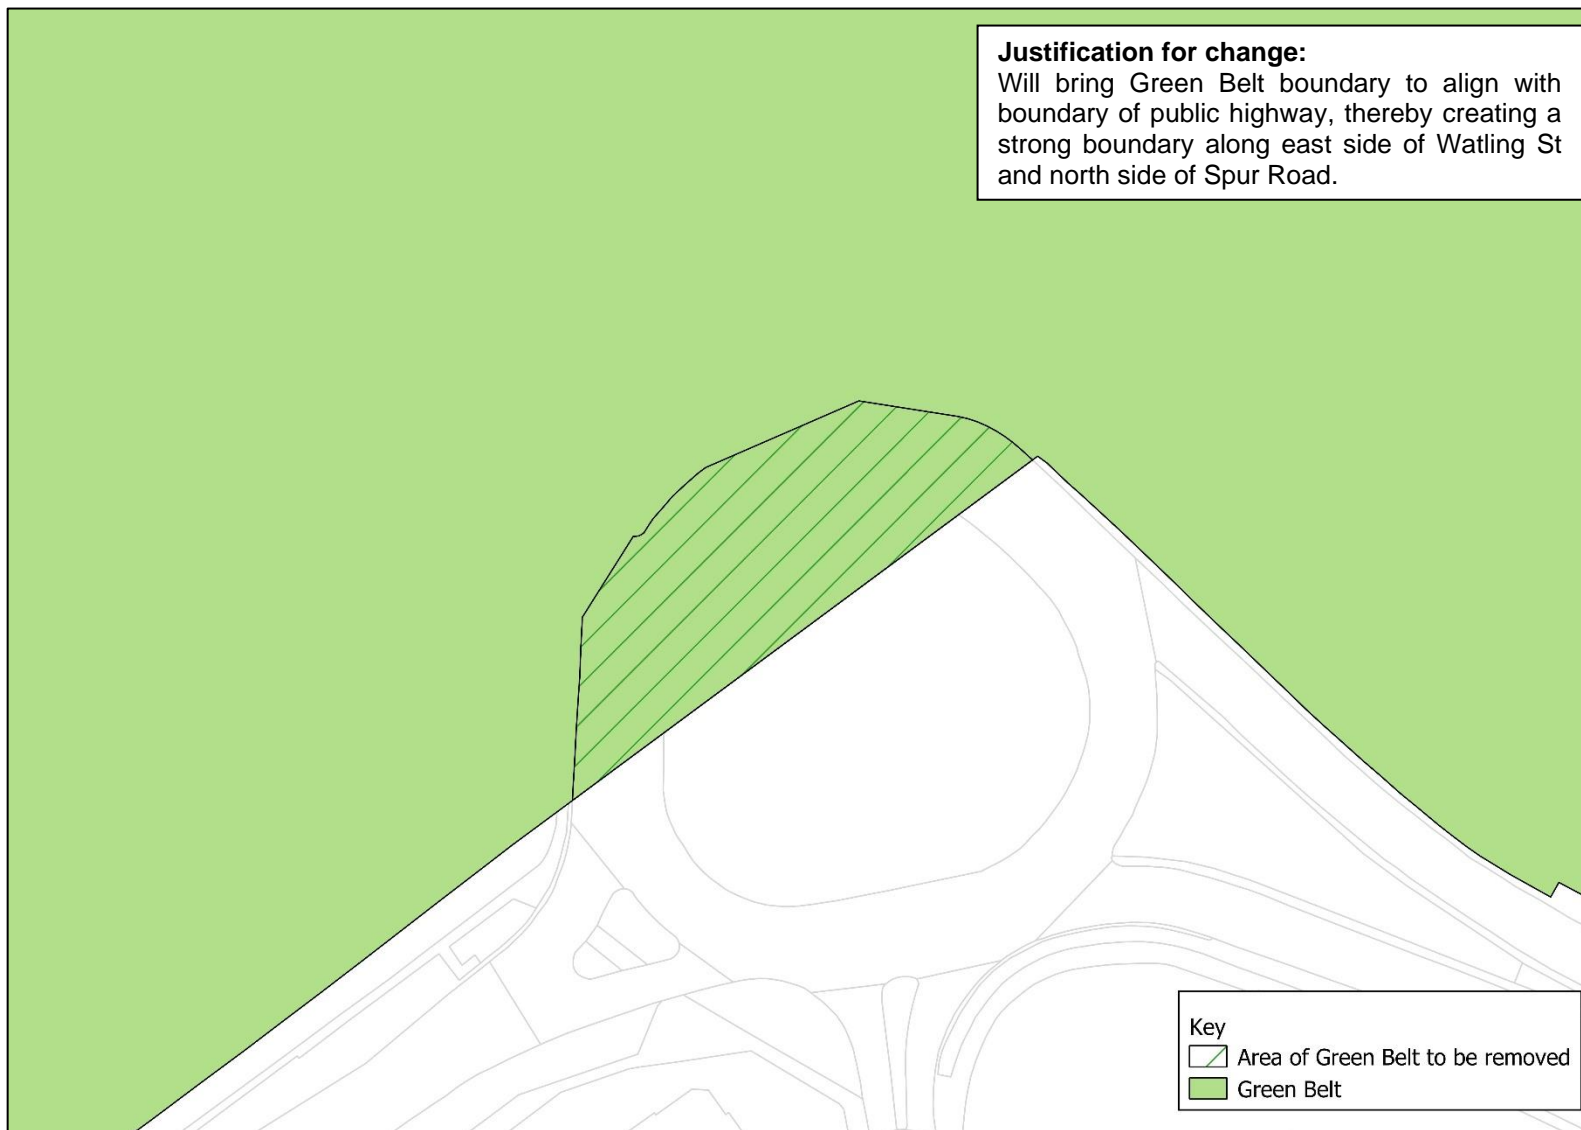 Justification for change:
Will bring Green Belt boundary to align with
boundary of public highway, thereby creating a
strong boundary along east side of Watling St
and north side of Spur Road.
Key
Area of Green Belt to be removed
Green Belt